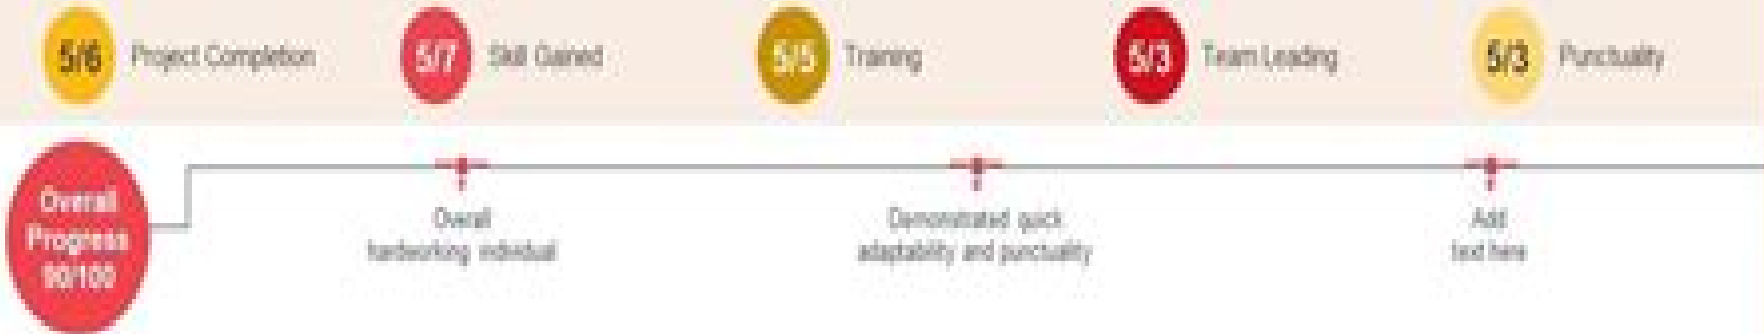 5/6 Project Completion
5/7 Skill Gained
5/5 Training
5/3 Team Leading
5/3 Punctuality
Overall
Progress
90/100
Overall
hardworking individual
Demonstrated quick
adaptability and punctuality
Add
text here